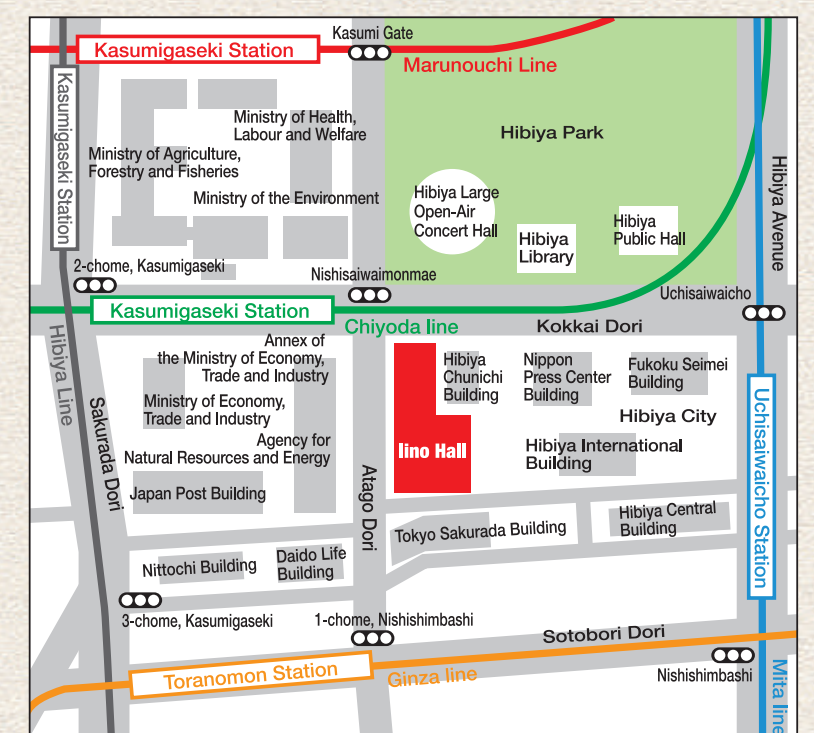 Kasumi Gate
Kasumigaseki Station
Marunouchi Line
Kasumigaseki Station
Ministry of Health,
Labour and Welfare
Hibiya Park
Ministry of Agriculture,
Forestry and Fisheries
Hibiya Avenue
Ministry of the Environment
Hibiya Large
Open-Air
Concert Hall
Hibiya
Library
Hibiya
Public Hall
2-chome, Kasumigaseki
Nishisaiwaimonmae
Uchisaiwaicho
Kasumigaseki Station
Chiyoda line
Kokkai Dori
Hibiya Line
Sakurada Dori
Annex of
the Ministry of Economy,
Trade and Industry
Ministry of Economy,
Trade and Industry
Agency for
Natural Resources and Energy
Japan Post Building
Iino Hall
Hibiya
Chunichi
Building
Nippon
Press Center
Building
Fukoku Seimei
Building
Hibiya City
Hibiya International
Building
Uchisaiwaicho Station
Atago Dori
Tokyo Sakurada Building
Hibiya Central
Building
Nittochi Building
Daido Life
Building
3-chome, Kasumigaseki
1-chome, Nishishimbashi
Sotobori Dori
Toranomon Station
Ginza line
Nishishimbashi
Mita line